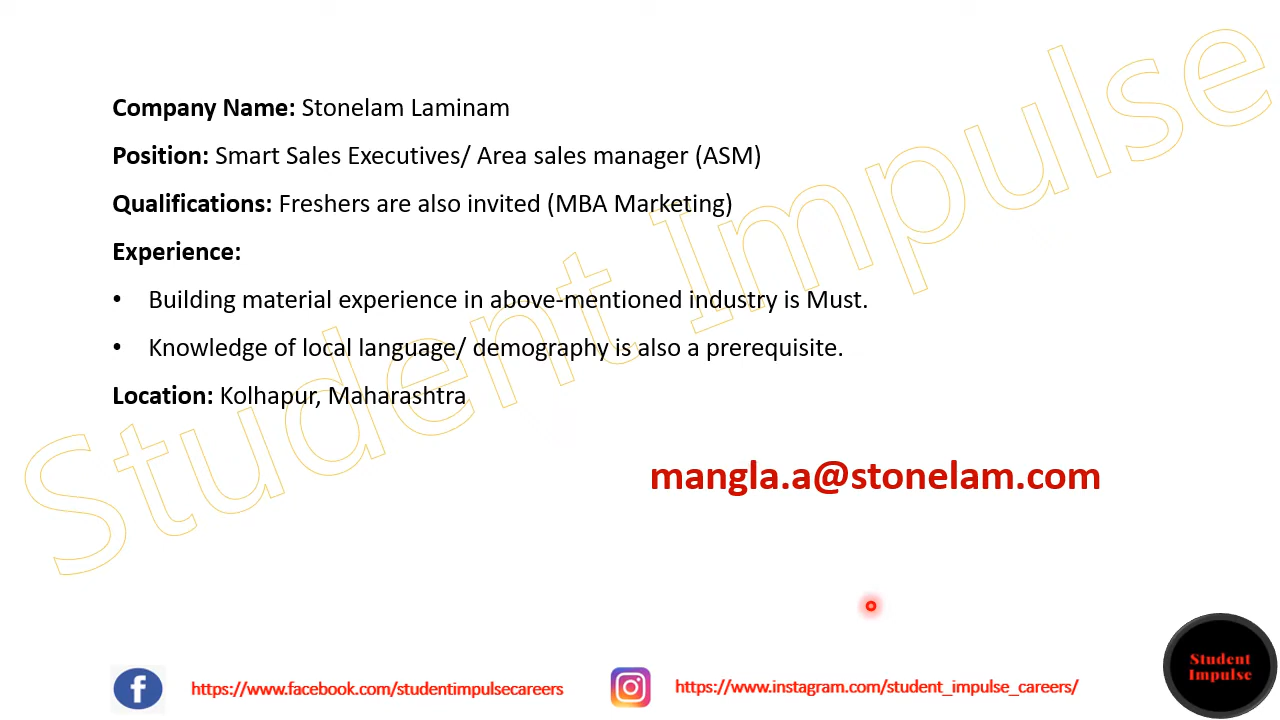 Company Name: Stonelam Laminam
Position: Smart Sales Executives/ Area sales manager (ASM)
Qualifications: Freshers are also invited (MBA Marketing)
Experience:
• Building material experience in above-mentioned industry is Must.
• Knowledge of local language/ demography is also a prerequisite.
Location: Kolhapur, Maharashtra
Student Impulse
mangla.a@stonelam.com
https://www.facebook.com/studentimpulsecareers
https://www.instagram.com/student_impulse_careers/
Student
Impulse